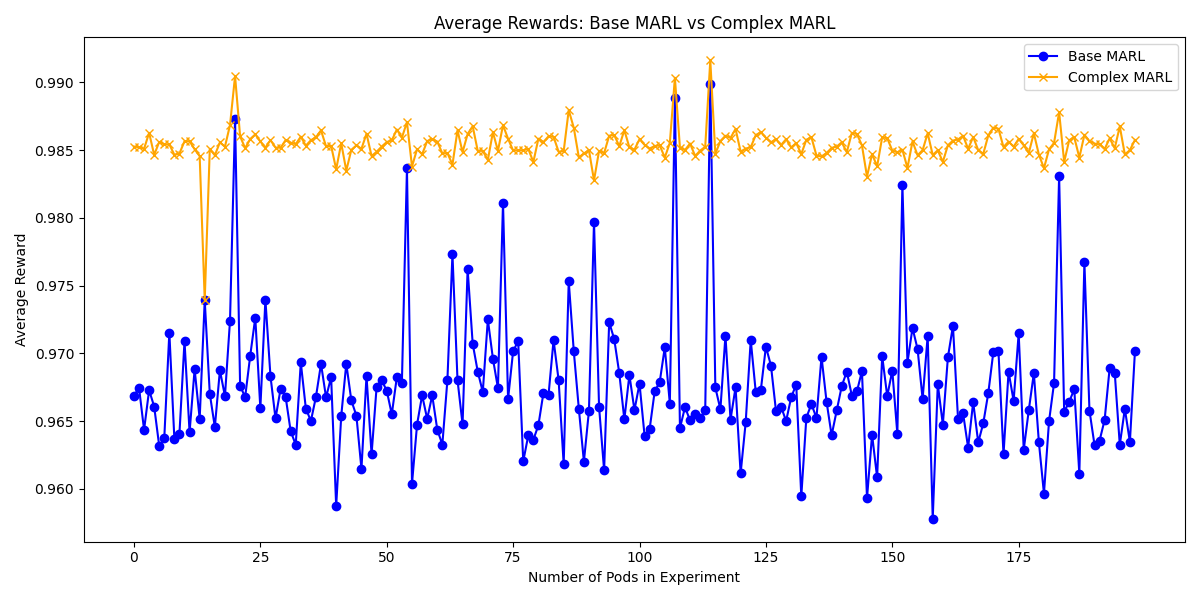 Average Rewards: Base MARL vs Complex MARL
Base MARL
Complex MARL
0.990
0.985
0.980
0.975
0.970
0.965
0.960
Average Reward
0 25 50 75 100 125 150 175
Number of Pods in Experiment